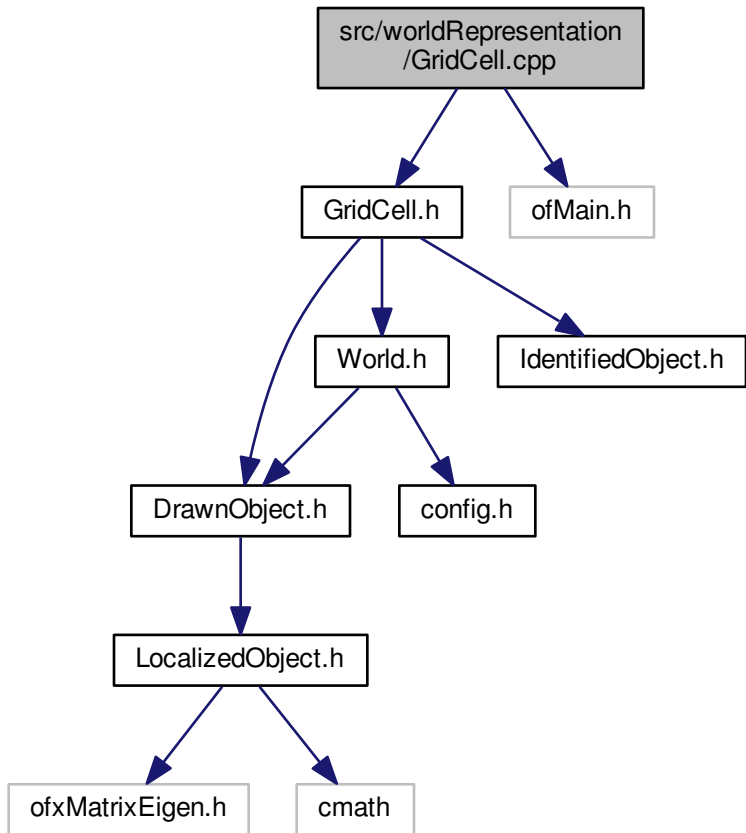 src/worldRepresentation
/GridCell.cpp
GridCell.h
ofMain.h
World.h
IdentifiedObject.h
DrawnObject.h
config.h
LocalizedObject.h
ofxMatrixEigen.h
cmath